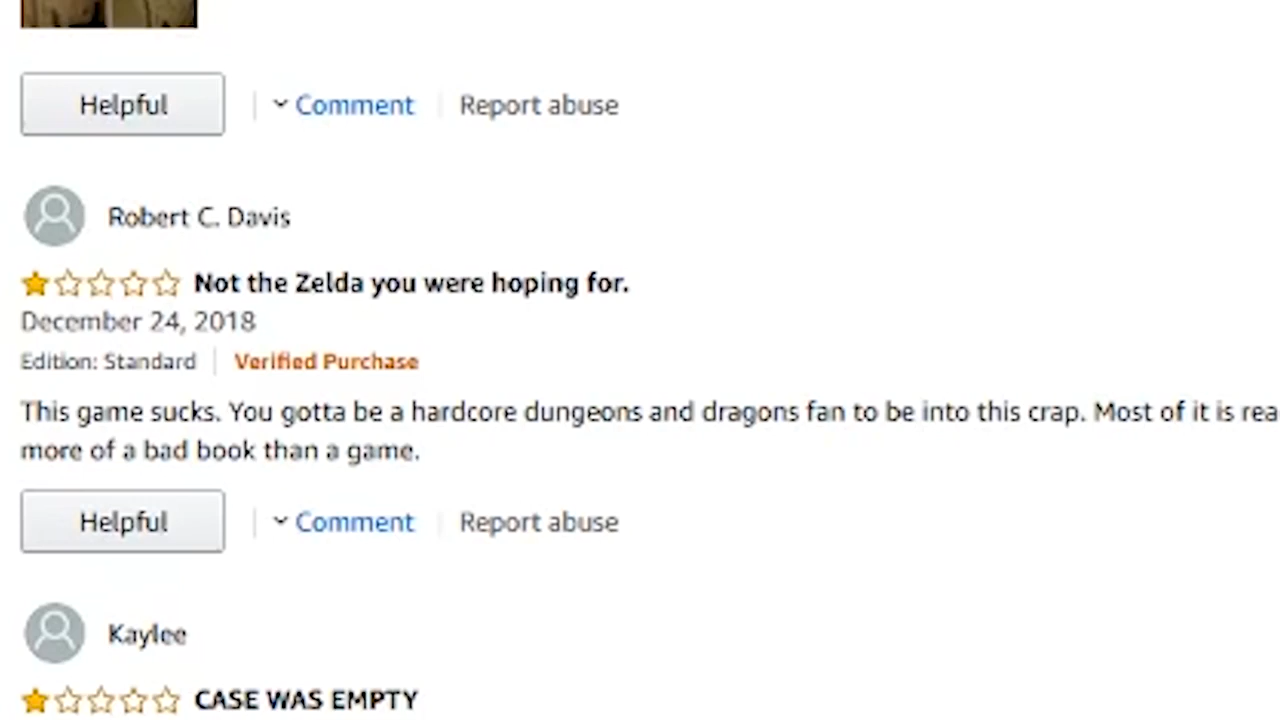 Helpful Comment Report abuse
Robert C. Davis
Not the Zelda you were hoping for.
December 24, 2018
Edition: Standard Verified Purchase
This game sucks. You gotta be a hardcore dungeons and dragons fan to be into this crap. Most of it is
more of a bad book than a game.
Helpful Comment Report abuse
Kaylee
CASE WAS EMPTY